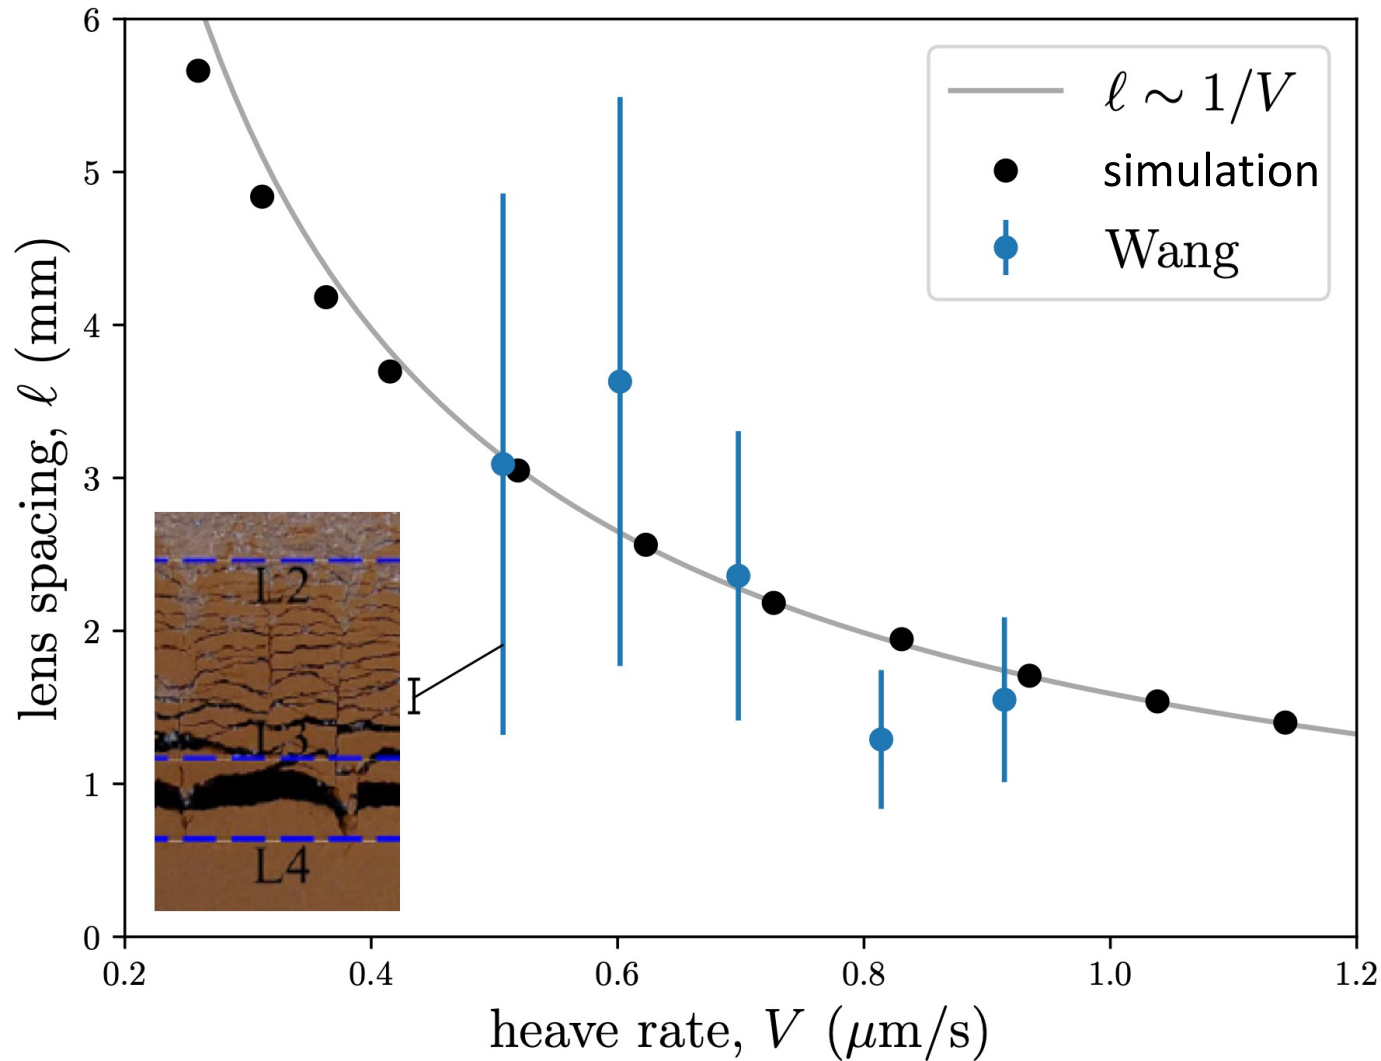 6
5
4
3
2
1
0
lens spacing, ℓ (mm)
ℓ ∼ 1/V
simulation
Wang
L2
L3
L4
0.2 0.4 0.6 0.8 1.0 1.2
heave rate, V (μm/s)